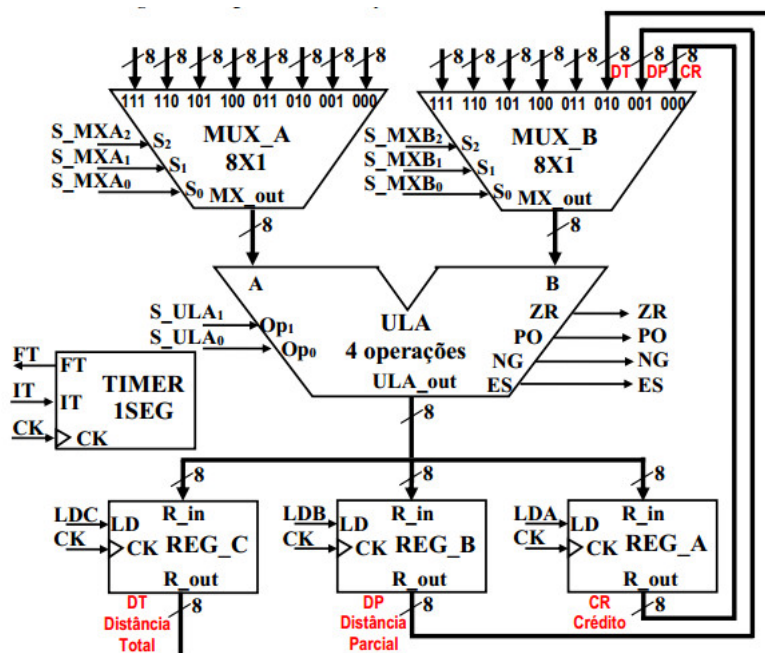 8 8 8 8 8 8 8 8
8 8 8 8 8 8 8 8
DT DP CR
111 110 101 100 011 010 001 000
111 110 101 100 011 010 001 000
MUX_A
8X1
MUX_B
8X1
S_MXA2 S2
S_MXA1 S1
S_MXA0 S0
MX_out
S_MXB2 S2
S_MXB1 S1
S_MXB0 S0
MX_out
8
8
A
B
S_ULA1 Op1
S_ULA0 Op0
ULA
4 operações
ULA_out
ZR ZR
PO PO
NG NG
ES ES
FT FT
IT IT
CK CK
TIMER
1SEG
8
8 8 8
LDC LD R_in
CK CK REG_C
R_out
LDB LD R_in
CK CK REG_B
R_out
LDA LD R_in
CK CK REG_A
R_out
DT 8
Distância
Total
DP 8
Distância
Parcial
CR 8
Crédito